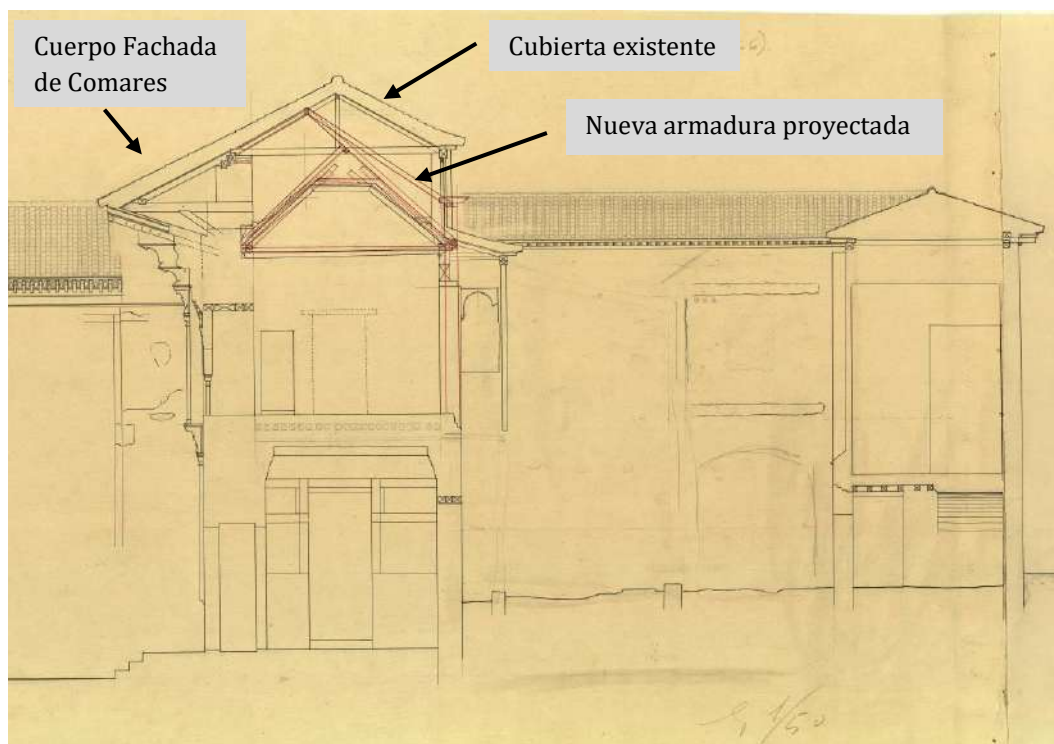 Cuerpo Fachada
de Comares
Cubierta existente
Nueva armadura proyectada